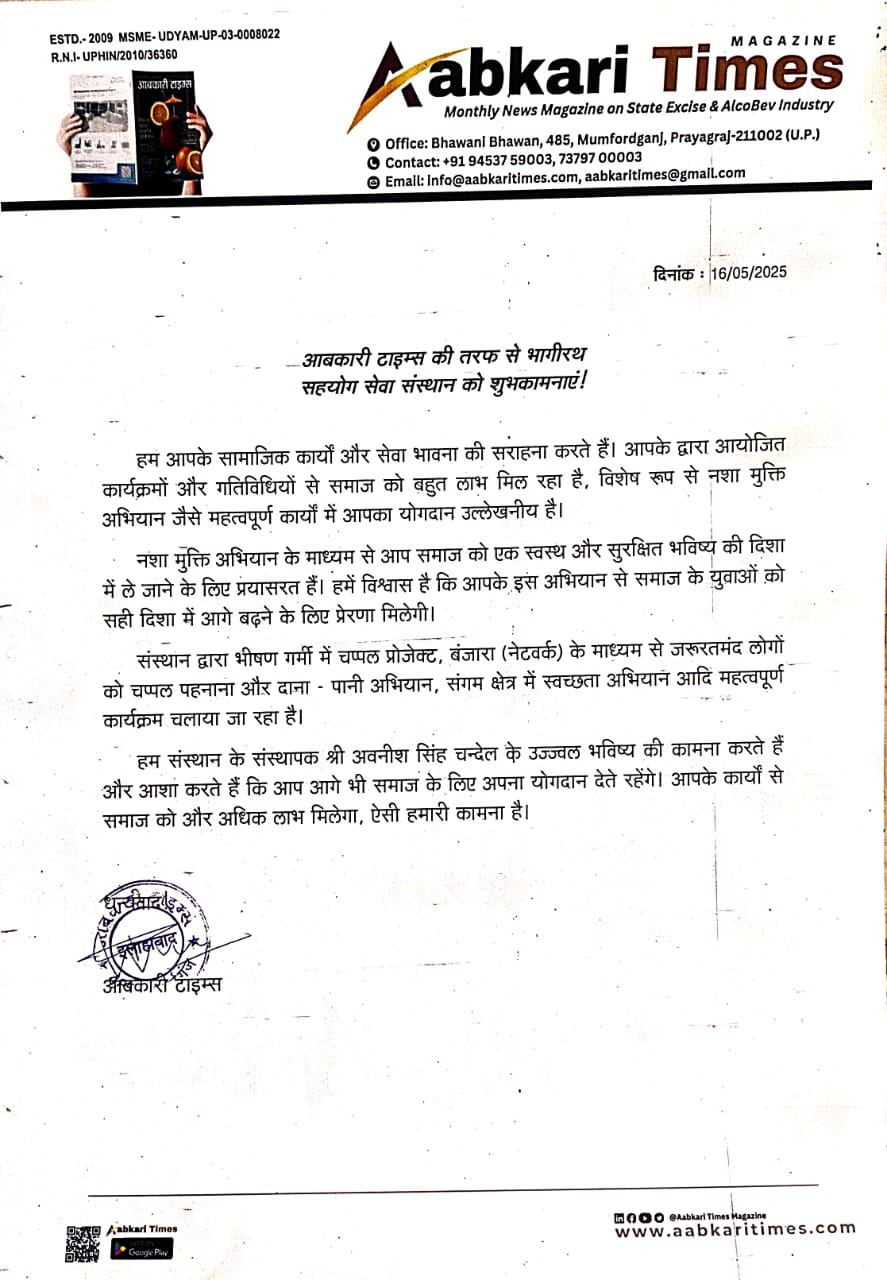 ESTD.- 2009 MSME- UDYAM-UP-03-0008022
R.N.I- UPHIN/2010/36360
आबकारी टाइम्स
MAGAZINE
Aabkari Times
Monthly News Magazine on State Excise & AlcoBev Industry
Office: Bhawani Bhawan, 485, Mumfordganj, Prayagraj-211002 (U.P.)
Contact: +91 94537 59003, 73797 00003
Email: info@aabkaritimes.com, aabkaritimes@gmail.com
दिनांक : 16/05/2025
आबकारी टाइम्स की तरफ से भागीरथ
सहयोग सेवा संस्थान को शुभकामनाएं!
हम आपके सामाजिक कार्यों और सेवा भावना की सराहना करते हैं। आपके द्वारा आयोजित
कार्यक्रमों और गतिविधियों से समाज को बहुत लाभ मिल रहा है, विशेष रूप से नशा मुक्ति
अभियान जैसे महत्वपूर्ण कार्यों में आपका योगदान उल्लेखनीय है।
नशा मुक्ति अभियान के माध्यम से आप समाज को एक स्वस्थ और सुरक्षित भविष्य की दिशा
में ले जाने के लिए प्रयासरत हैं। हमें विश्वास है कि आपके इस अभियान से समाज के युवाओं को
सही दिशा में आगे बढ़ने के लिए प्रेरणा मिलेगी।
संस्थान द्वारा भीषण गर्मी में चप्पल प्रोजेक्ट, बंजारा (नेटवर्क) के माध्यम से जरूरतमंद लोगों
को चप्पल पहनाना और दाना - पानी अभियान, संगम क्षेत्र में स्वच्छता अभियान आदि महत्वपूर्ण
कार्यक्रम चलाया जा रहा है।
हम संस्थान के संस्थापक श्री अवनीश सिंह चन्देल के उज्ज्वल भविष्य की कामना करते हैं
और आशा करते हैं कि आप आगे भी समाज के लिए अपना योगदान देते रहेंगे। आपके कार्यों से
समाज को और अधिक लाभ मिलेगा, ऐसी हमारी कामना है।
धन्यवाद!
इलाहाबाद
आबकारी टाइम्स
Aabkari Times
Google Play
@Aabkari Times Magazine
www.aabkaritimes.com